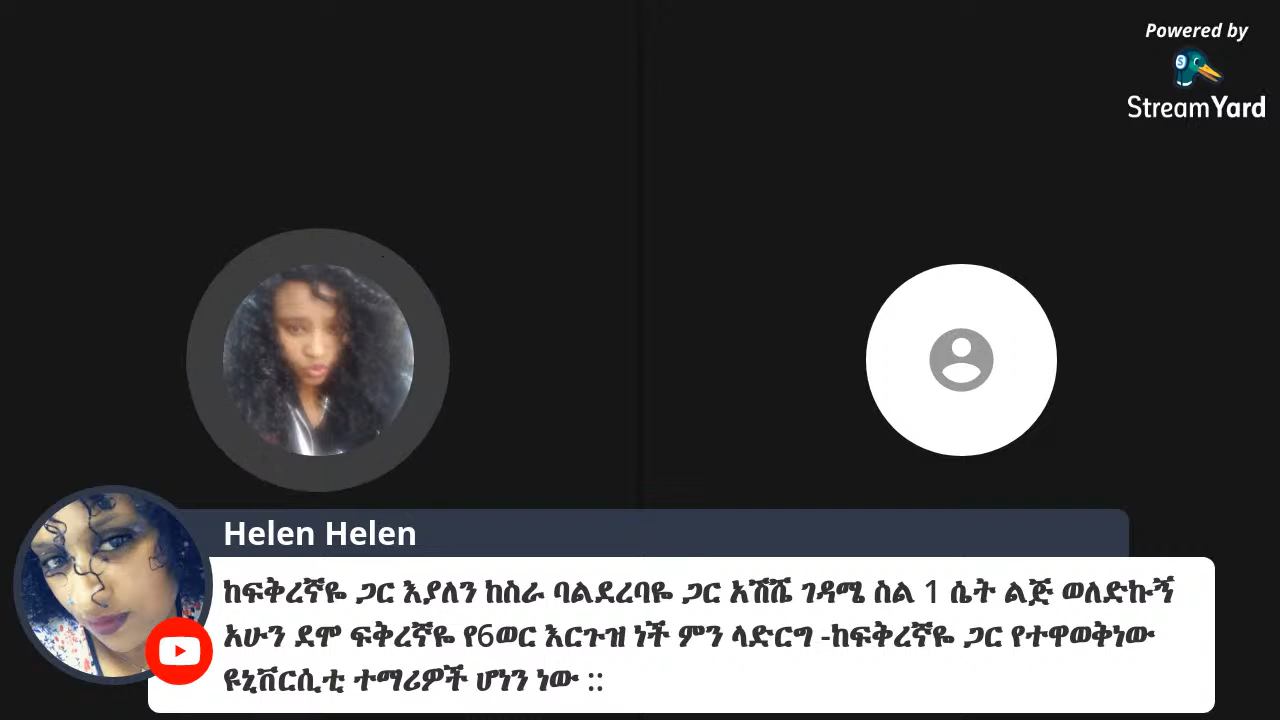 Powered by
StreamYard
Helen Helen
ከፍቅረኛዬ ጋር እያለን ከስራ ባልደረባዬ ጋር አሽሼ ገዳሜ ስል 1 ሴት ልጅ ወለድኩኝ
አሁን ደሞ ፍቅረኛዬ የ6ወር እርጉዝ ነች ምን ላድርግ -ከፍቅረኛዬ ጋር የተዋወቅነው
ዩኒቨርሲቲ ተማሪዎች ሆነን ነው ::